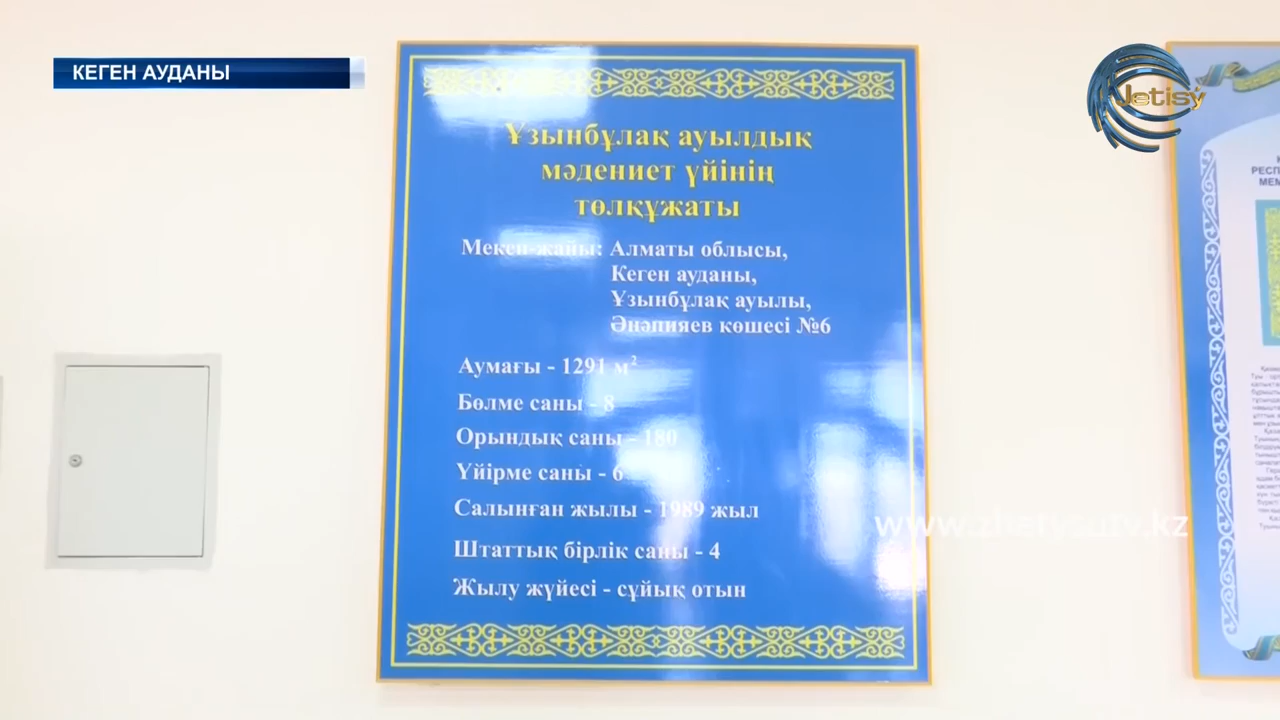 КЕГЕН АУДАНЫ
Jetisý
Ұзынбұлақ ауылдық
мәдениет үйінің
төлқұжаты
Мекен-жайы: Алматы облысы,
Кеген ауданы,
Ұзынбұлақ ауылы,
Әнәпияев көшесі №6
Аумағы - 1291 м²
Бөлме саны - 8
Орындық саны - 180
Үйірме саны - 6
Салынған жылы - 1989 жыл
Штаттық бірлік саны - 4
Жылу жүйесі - сұйық отын
www.zhetysutv.kz